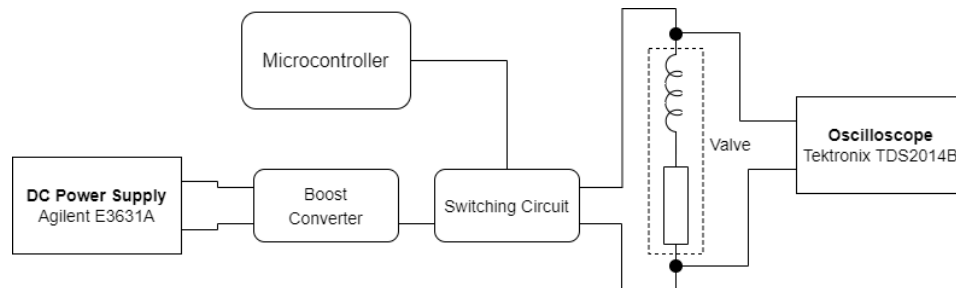 Microcontroller
DC Power Supply
Agilent E3631A
Boost
Converter
Switching Circuit
Valve
Oscilloscope
Tektronix TDS2014B